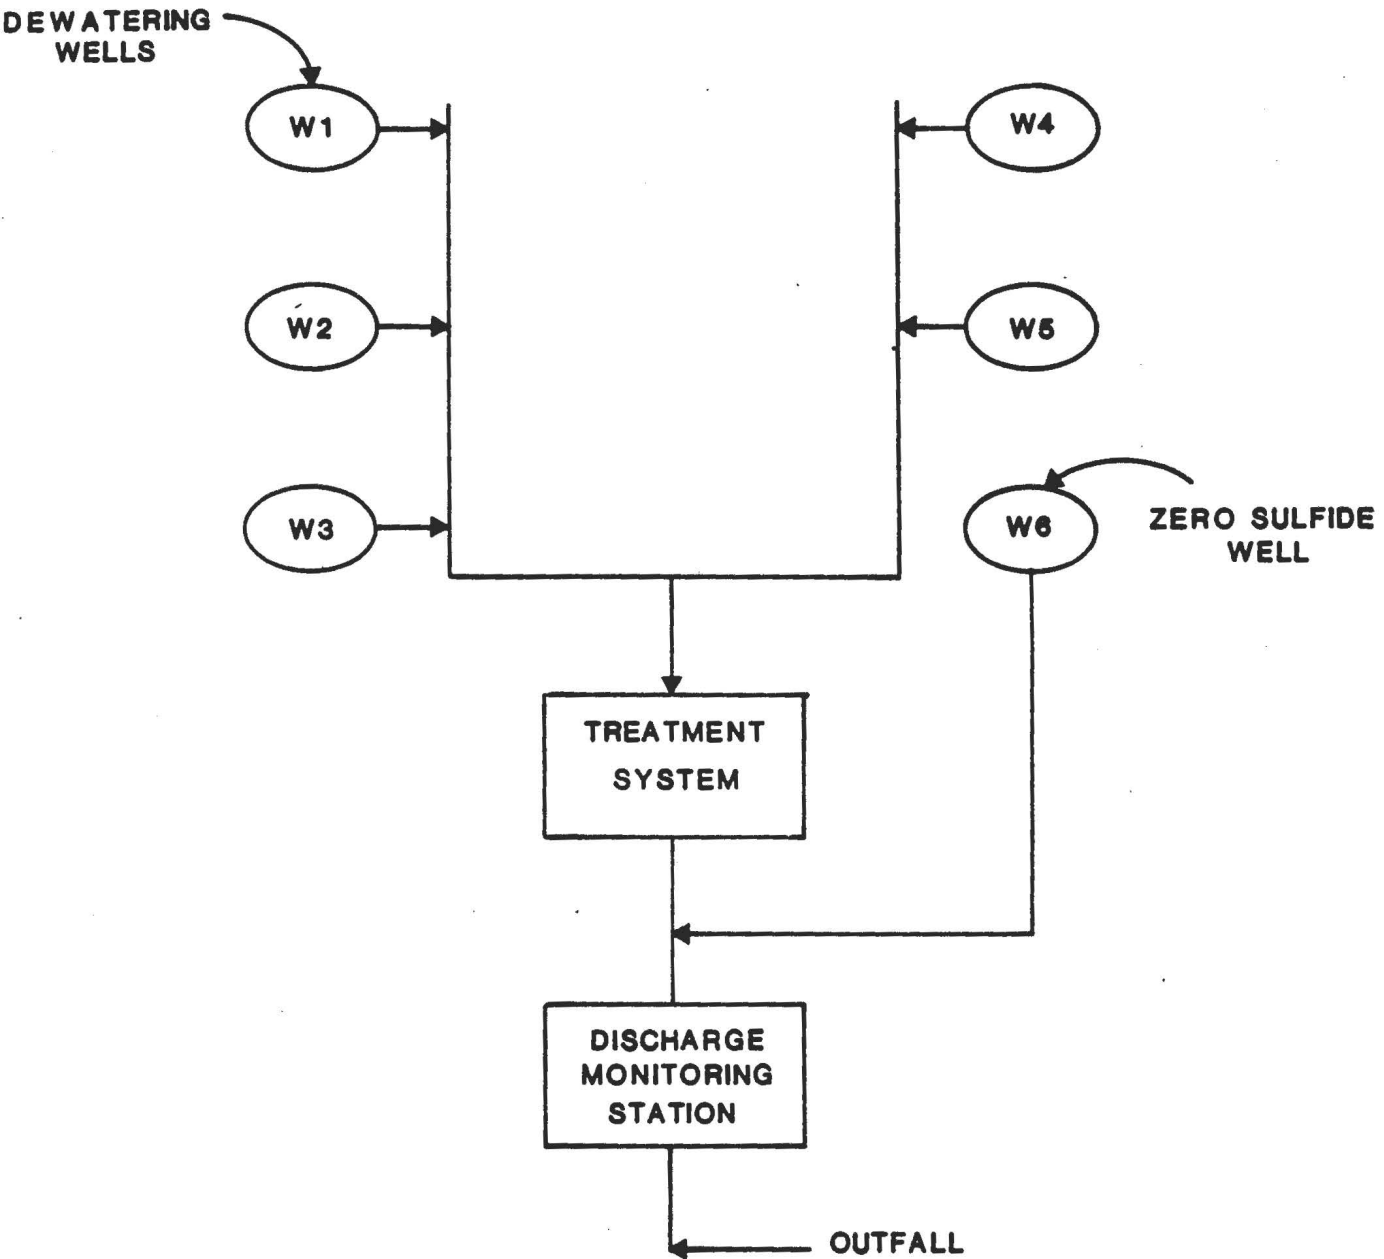 DEWATERING
WELLS
W1
W4
W2
W5
W3
W6
ZERO SULFIDE
WELL
TREATMENT
SYSTEM
DISCHARGE
MONITORING
STATION
OUTFALL